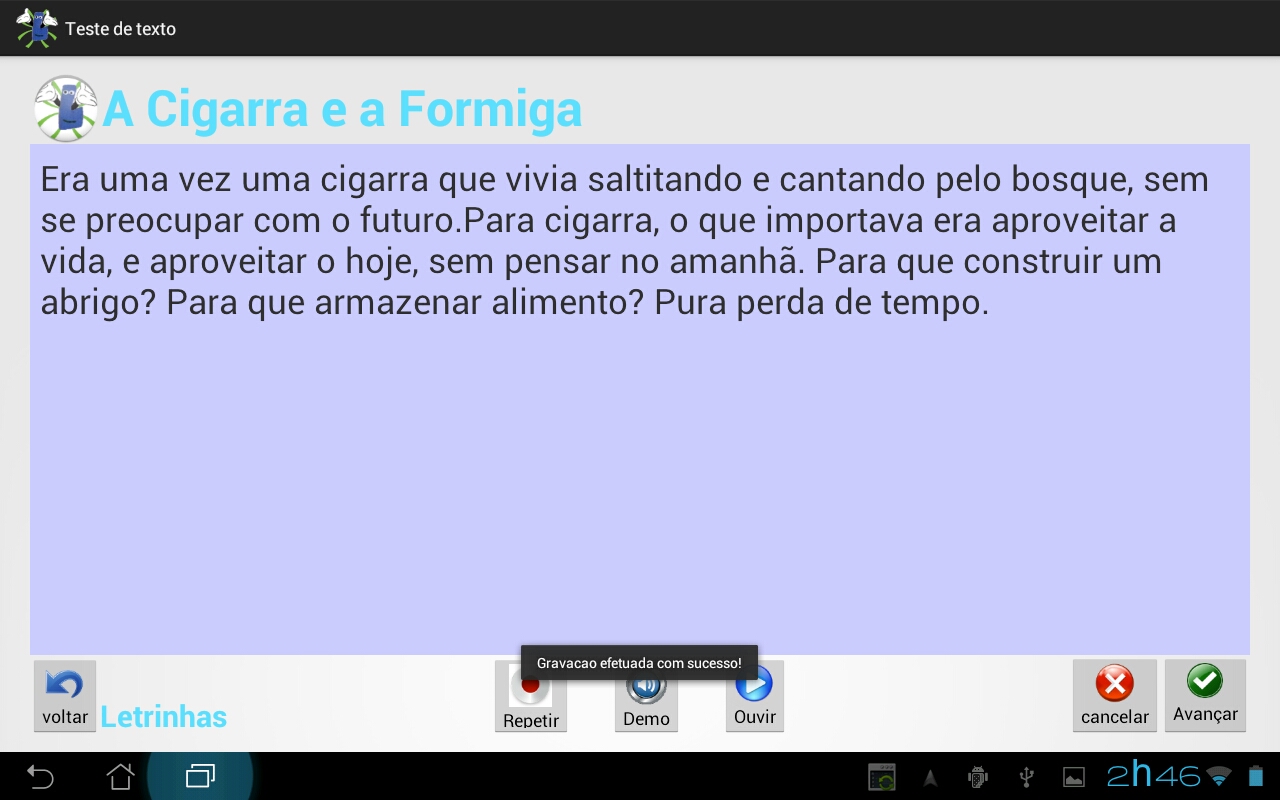 Teste de texto
A Cigarra e a Formiga
Era uma vez uma cigarra que vivia saltitando e cantando pelo bosque, sem
se preocupar com o futuro.Para cigarra, o que importava era aproveitar a
vida, e aproveitar o hoje, sem pensar no amanhã. Para que construir um
abrigo? Para que armazenar alimento? Pura perda de tempo.
Gravacao efetuada com sucesso!
voltar
Letrinhas
Repetir
Demo
Ouvir
cancelar
Avançar
2h46